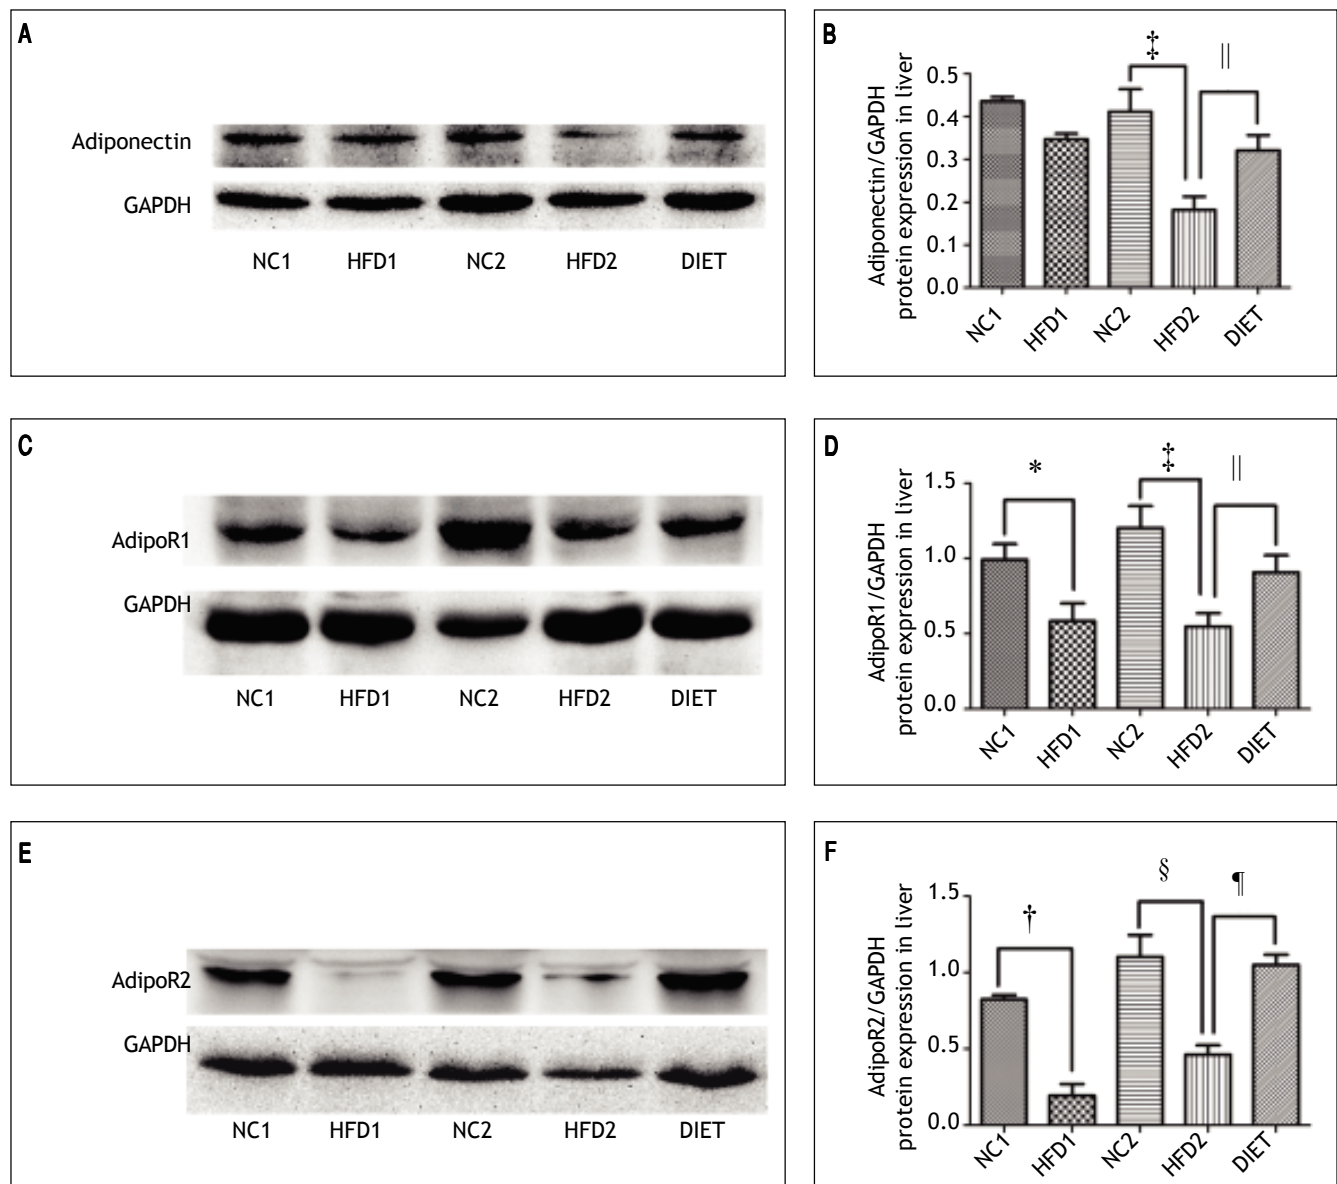 A
Adiponectin
GAPDH
NC1 HFD1 NC2 HFD2 DIET
B
Adiponectin/GAPDH
protein expression in liver
0.5
0.4
0.3
0.2
0.1
0.0
‡ ||
NC1 HFD1 NC2 HFD2 DIET
C
AdipoR1
GAPDH
NC1 HFD1 NC2 HFD2 DIET
D
AdipoR1/GAPDH
protein expression in liver
1.5
1.0
0.5
0.0
* ‡ ||
NC1 HFD1 NC2 HFD2 DIET
E
AdipoR2
GAPDH
NC1 HFD1 NC2 HFD2 DIET
F
AdipoR2/GAPDH
protein expression in liver
1.5
1.0
0.5
0.0
† § ¶
NC1 HFD1 NC2 HFD2 DIET